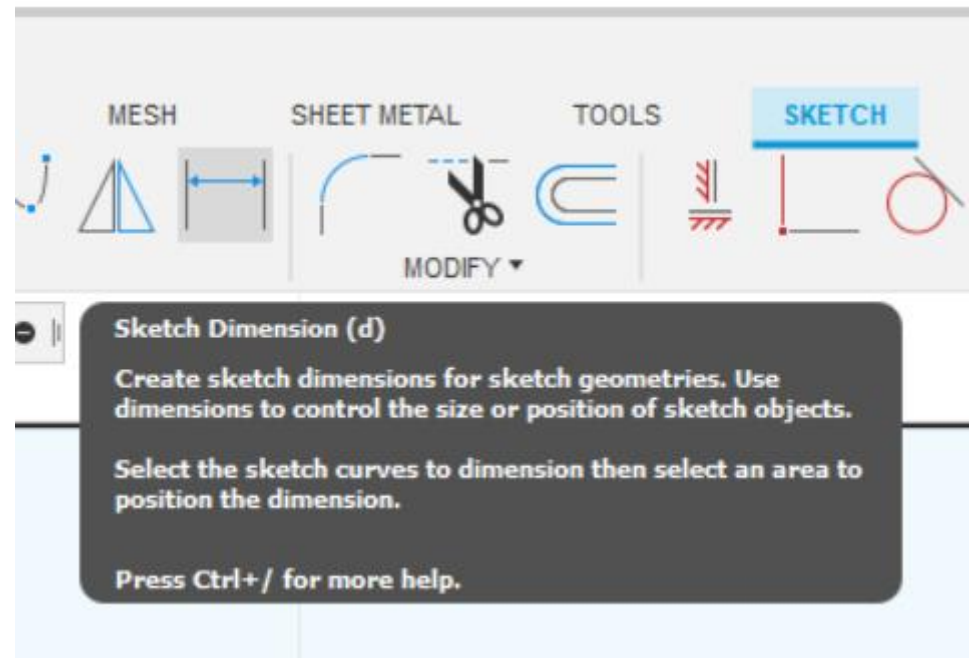 MESH SHEET METAL TOOLS SKETCH
MODIFY
Sketch Dimension (d)
Create sketch dimensions for sketch geometries. Use
dimensions to control the size or position of sketch objects.
Select the sketch curves to dimension then select an area to
position the dimension.
Press Ctrl+/ for more help.